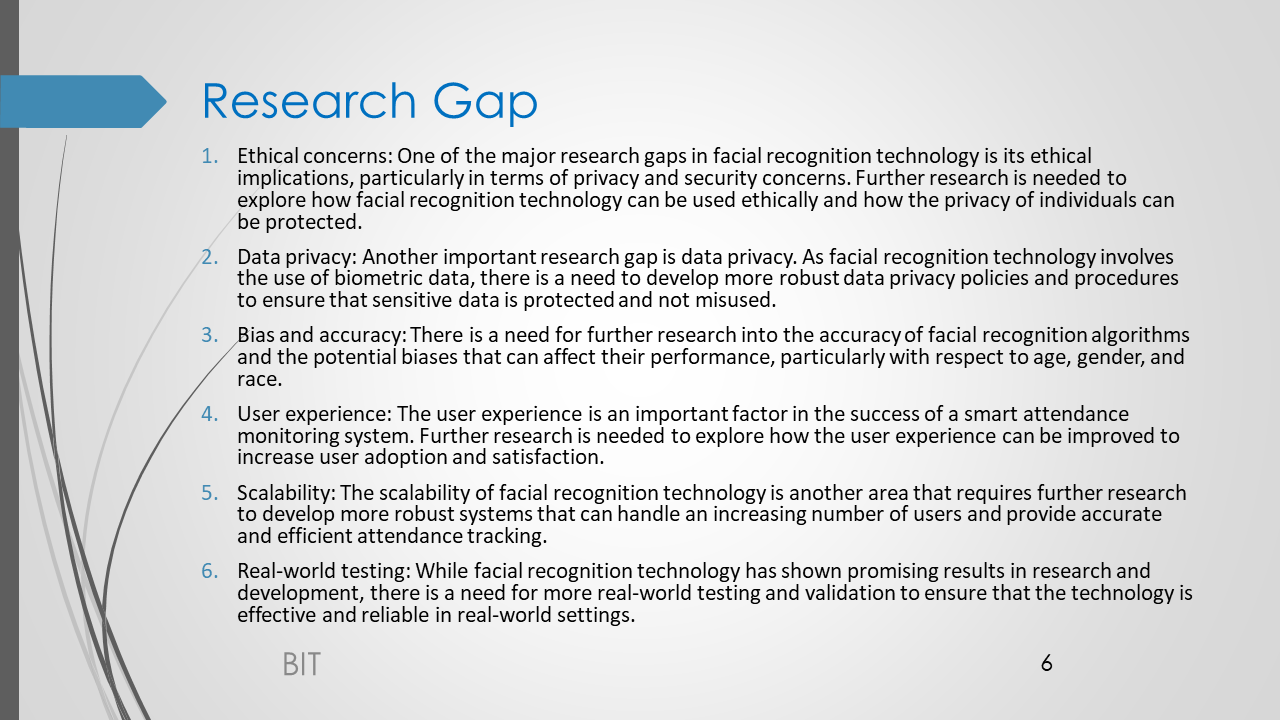 Research Gap
1. Ethical concerns: One of the major research gaps in facial recognition technology is its ethical
implications, particularly in terms of privacy and security concerns. Further research is needed to
explore how facial recognition technology can be used ethically and how the privacy of individuals can
be protected.
2. Data privacy: Another important research gap is data privacy. As facial recognition technology involves
the use of biometric data, there is a need to develop more robust data privacy policies and procedures
to ensure that sensitive data is protected and not misused.
3. Bias and accuracy: There is a need for further research into the accuracy of facial recognition algorithms
and the potential biases that can affect their performance, particularly with respect to age, gender, and
race.
4. User experience: The user experience is an important factor in the success of a smart attendance
monitoring system. Further research is needed to explore how the user experience can be improved to
increase user adoption and satisfaction.
5. Scalability: The scalability of facial recognition technology is another area that requires further research
to develop more robust systems that can handle an increasing number of users and provide accurate
and efficient attendance tracking.
6. Real-world testing: While facial recognition technology has shown promising results in research and
development, there is a need for more real-world testing and validation to ensure that the technology is
effective and reliable in real-world settings.
BIT
6